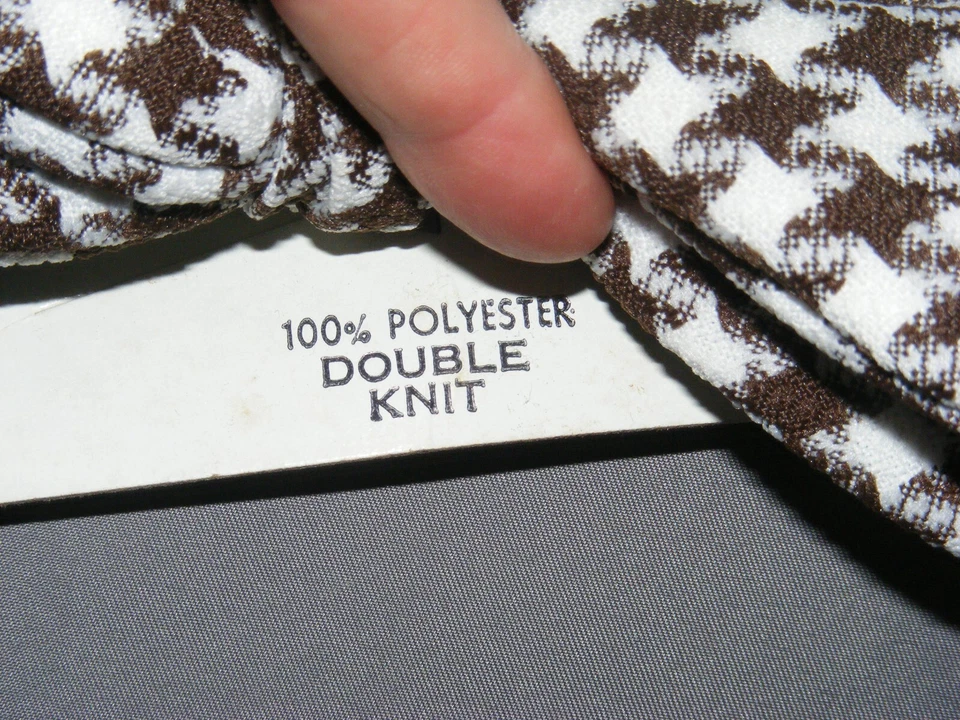 100% POLYESTER
DOUBLE
KNIT